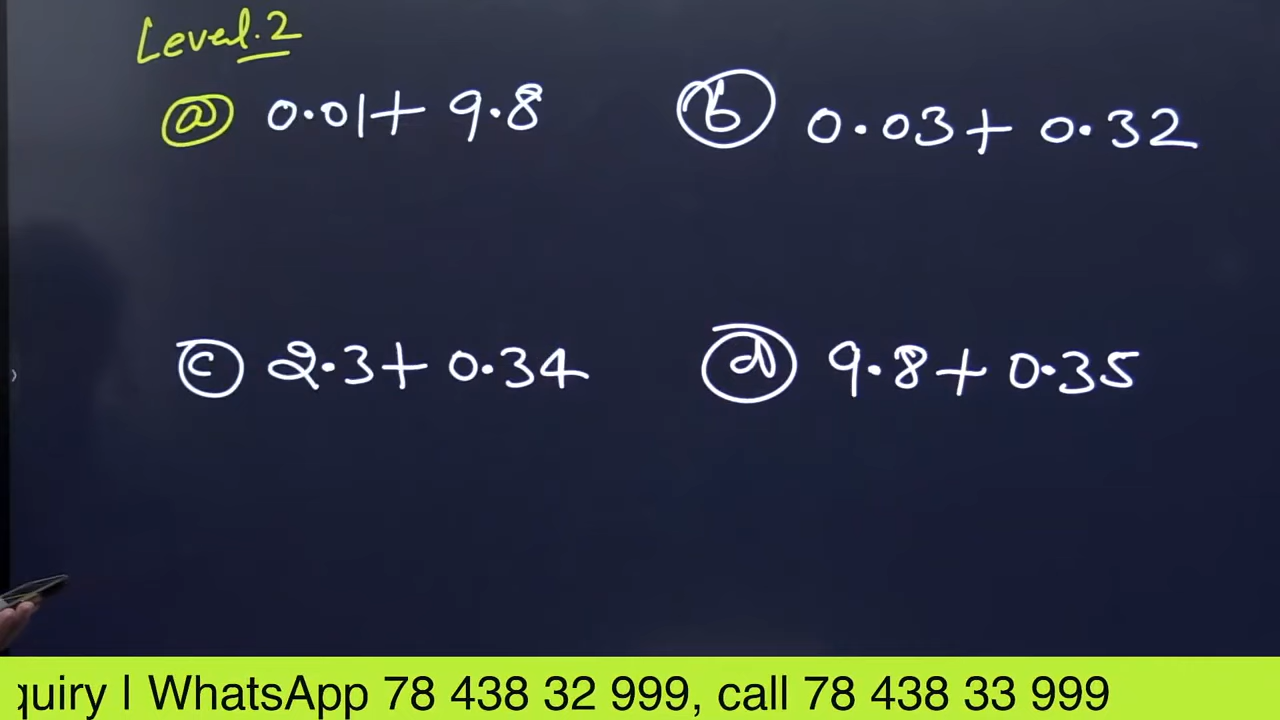 Level.2
ⓐ 0.01+ 9.8
ⓑ 0.03+ 0.32
ⓒ 2.3+ 0.34
ⓓ 9.8+ 0.35
quiry | WhatsApp 78 438 32 999, call 78 438 33 999